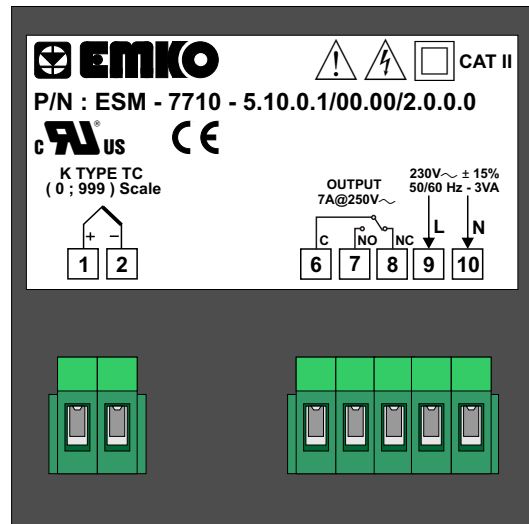 EMKO
CAT II
P/N : ESM - 7710 - 5.10.0.1/00.00/2.0.0.0
c RU ® US CE
K TYPE TC
( 0 ; 999 ) Scale
OUTPUT
7A@250V～
230V～ ± 15%
50/60 Hz - 3VA
+ −
C NO NC L N
1 2 6 7 8 9 10